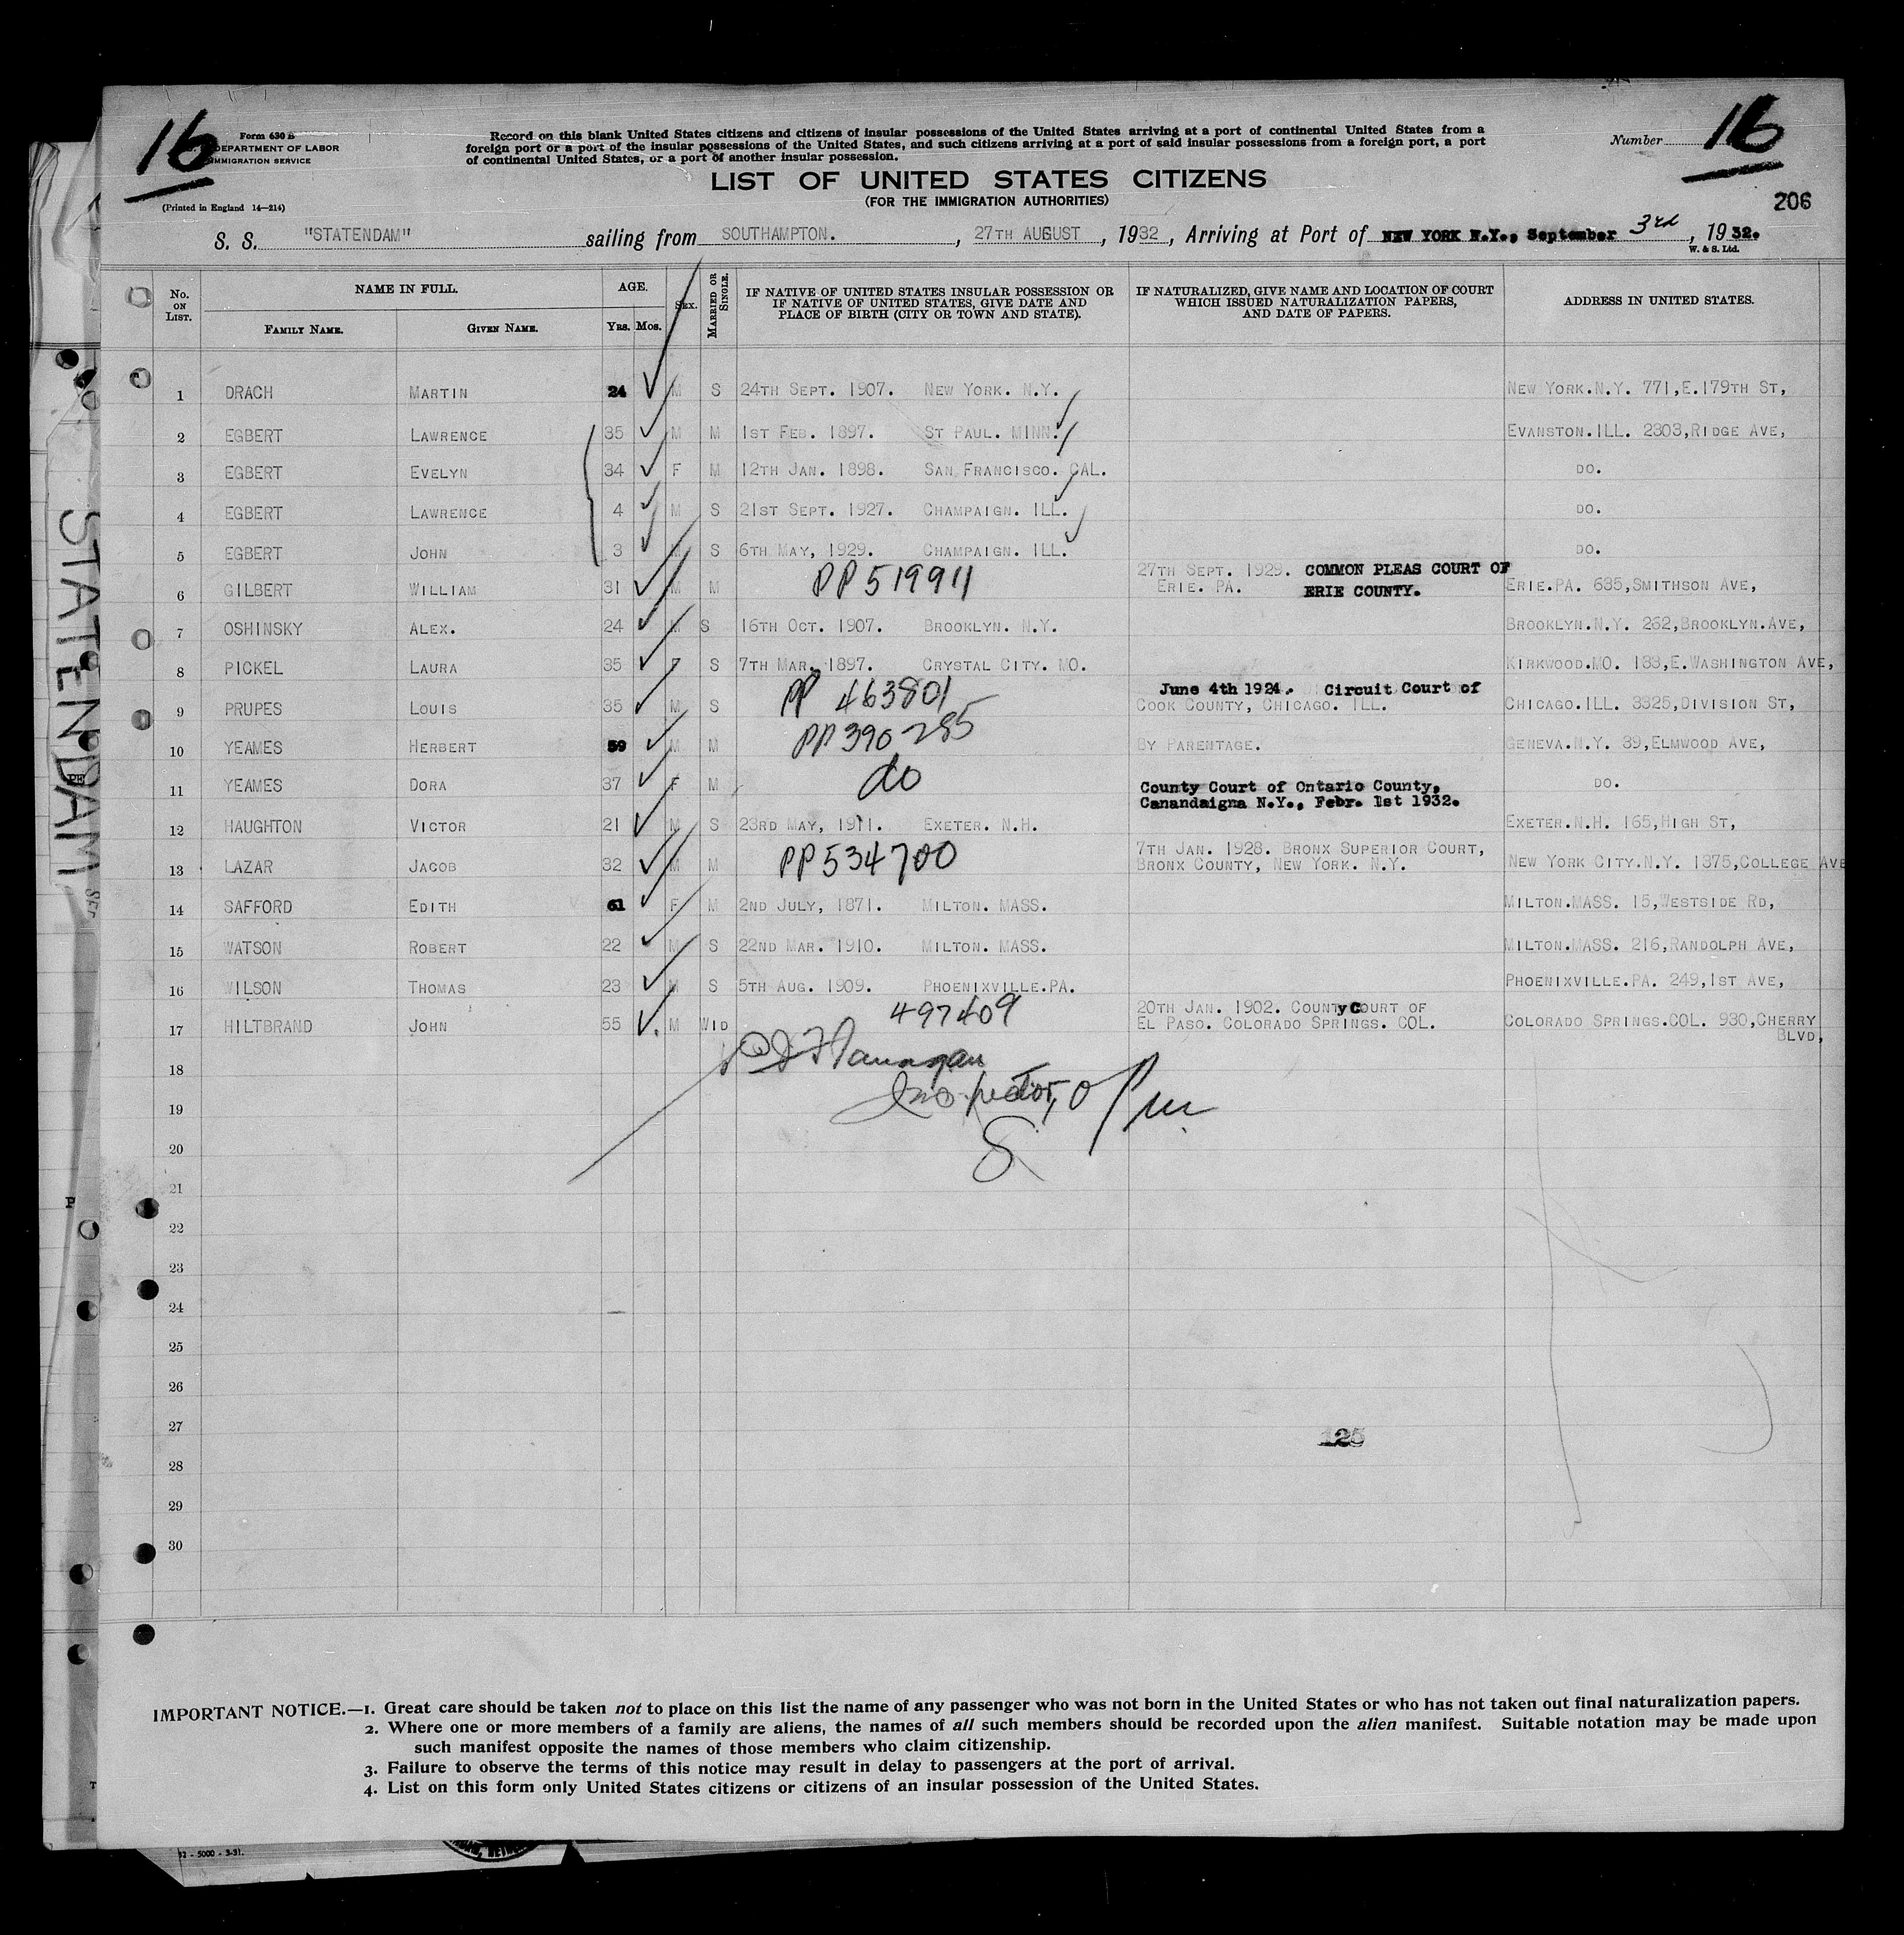 16
Form 630 B
DEPARTMENT OF LABOR
IMMIGRATION SERVICE
(Printed in England 14—214)
Record on this blank United States citizens and citizens of insular possessions of the United States arriving at a port of continental United States from a
foreign port or a port of the insular possessions of the United States, and such citizens arriving at a port of said insular possessions from a foreign port, a port
of continental United States, or a port of another insular possession.
Number 16
LIST OF UNITED STATES CITIZENS
(FOR THE IMMIGRATION AUTHORITIES)
206
S. S. "STATENDAM" sailing from SOUTHAMPTON. , 27TH AUGUST , 1932 , Arriving at Port of NEW YORK N.Y., September 3rd , 1932.
W. & S. Ltd.
No. ON LIST. NAME IN FULL. AGE. SEX. MARRIED OR SINGLE. IF NATIVE OF UNITED STATES INSULAR POSSESSION OR IF NATIVE OF UNITED STATES, GIVE DATE AND PLACE OF BIRTH (CITY OR TOWN AND STATE). IF NATURALIZED, GIVE NAME AND LOCATION OF COURT WHICH ISSUED NATURALIZATION PAPERS, AND DATE OF PAPERS. ADDRESS IN UNITED STATES.
FAMILY NAME. GIVEN NAME. YRS. MOS.
1 DRACH MARTIN 24 M S 24TH SEPT. 1907. NEW YORK. N.Y. NEW YORK.N.Y. 771,E.179TH ST,
2 EGBERT LAWRENCE 35 M M 1ST FEB. 1897. ST PAUL. MINN. EVANSTON.ILL. 2303,RIDGE AVE,
3 EGBERT EVELYN 34 F M 12TH JAN. 1898. SAN FRANCISCO. CAL. DO.
4 EGBERT LAWRENCE 4 M S 21ST SEPT. 1927. CHAMPAIGN. ILL. DO.
5 EGBERT JOHN 3 M S 6TH MAY, 1929. CHAMPAIGN. ILL. DO.
27TH SEPT. 1929. COMMON PLEAS COURT OF
6 GILBERT WILLIAM 31 M M PP 519911 ERIE. PA. ERIE COUNTY. ERIE.PA. 635,SMITHSON AVE,
7 OSHINSKY ALEX. 24 M S 16TH OCT. 1907. BROOKLYN. N.Y. BROOKLYN.N.Y. 262,BROOKLYN.AVE,
8 PICKEL LAURA 35 F S 7TH MAR. 1897. CRYSTAL CITY. MO. KIRKWOOD.MO. 133,E.WASHINGTON AVE,
June 4th 1924. Circuit Court of
9 PRUPES LOUIS 35 M S PP 463801 COOK COUNTY, CHICAGO. ILL. CHICAGO.ILL. 3325,DIVISION ST,
10 YEAMES HERBERT 59 M M PP 390285 BY PARENTAGE. GENEVA.N.Y. 39,ELMWOOD AVE,
11 YEAMES DORA 37 F M do County Court of Ontario County, DO.
Canandaigna N.Y., Febr. 1st 1932.
12 HAUGHTON VICTOR 21 M S 23RD MAY, 1911. EXETER. N.H. EXETER.N.H. 165,HIGH ST,
7TH JAN. 1928. BRONX SUPERIOR COURT,
13 LAZAR JACOB 32 M M PP 534700 BRONX COUNTY, NEW YORK. N.Y. NEW YORK CITY.N.Y. 1375,COLLEGE AVE
14 SAFFORD EDITH 61 F M 2ND JULY, 1871. MILTON. MASS. MILTON.MASS. 15,WESTSIDE RD,
15 WATSON ROBERT 22 M S 22ND MAR. 1910. MILTON. MASS. MILTON.MASS. 216,RANDOLPH AVE,
16 WILSON THOMAS 23 M S 5TH AUG. 1909. PHOENIXVILLE.PA. PHOENIXVILLE.PA. 249,1ST AVE,
20TH JAN. 1902. COUNTy COURT OF
17 HILTBRAND JOHN 55 M WID 497409 EL PASO. COLORADO SPRINGS. COL. COLORADO SPRINGS.COL. 930,CHERRY
BLVD,
18 Flanagan
19 Inspector,
20
21
22
23
24
25
26
27 125
28
29
30
STATENDAM
IMPORTANT NOTICE.—1. Great care should be taken not to place on this list the name of any passenger who was not born in the United States or who has not taken out final naturalization papers.
2. Where one or more members of a family are aliens, the names of all such members should be recorded upon the alien manifest. Suitable notation may be made upon
such manifest opposite the names of those members who claim citizenship.
3. Failure to observe the terms of this notice may result in delay to passengers at the port of arrival.
4. List on this form only United States citizens or citizens of an insular possession of the United States.